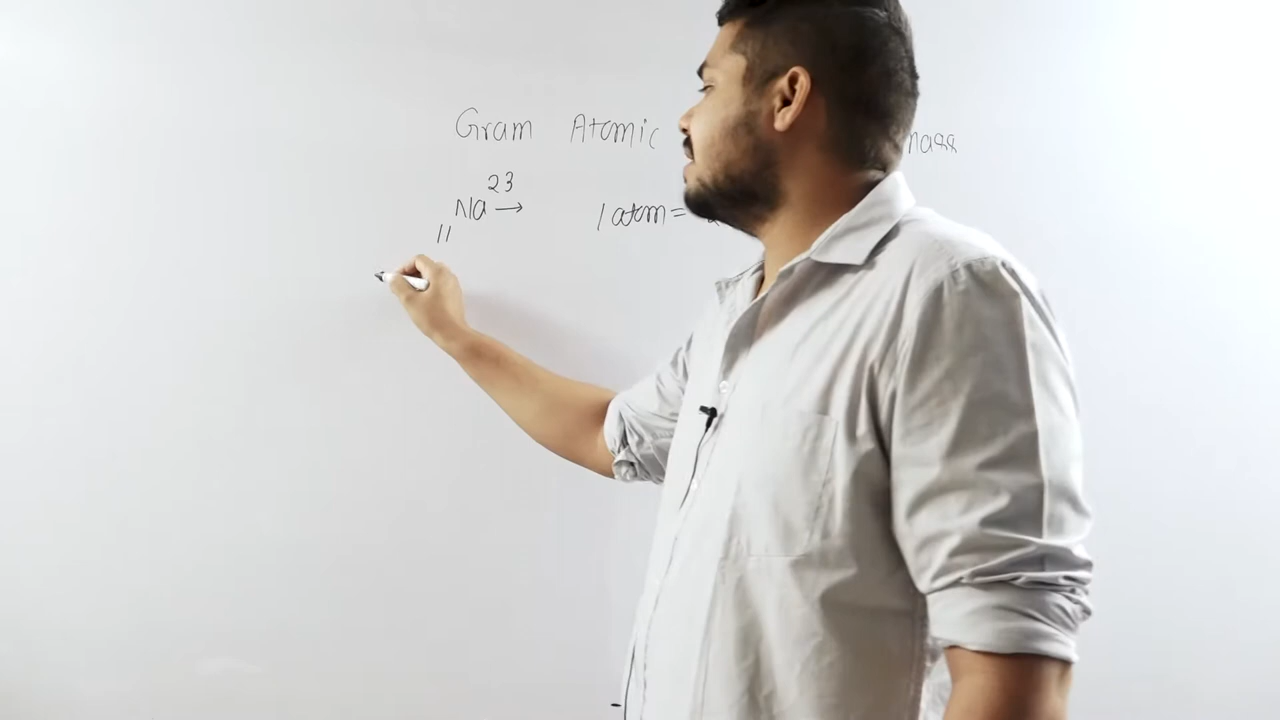 Gram Atomic mass
23
Na →
11
1 atom =